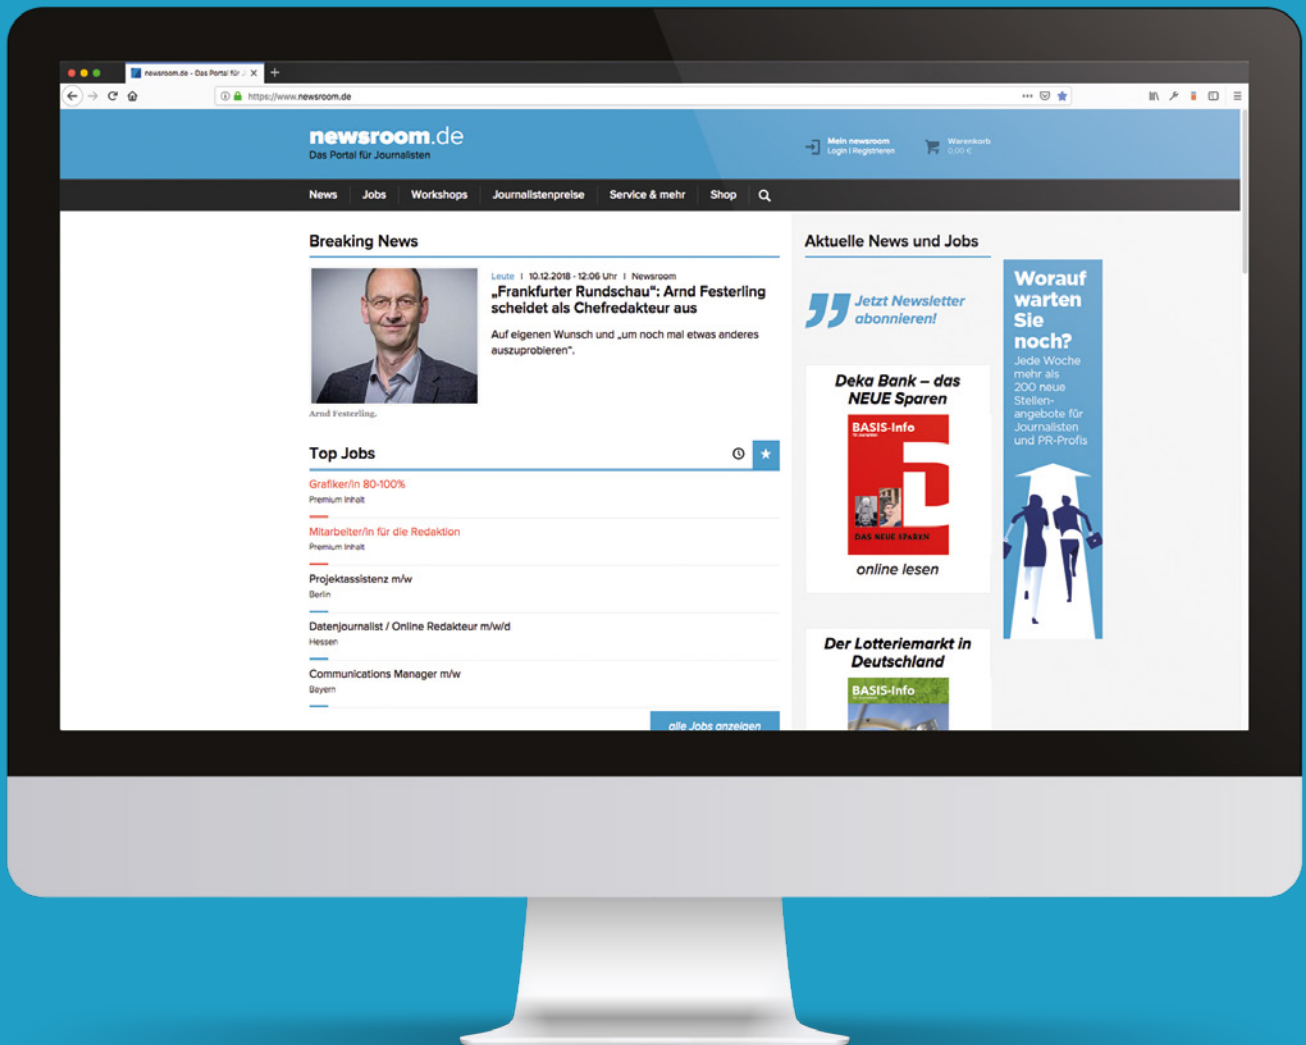 newsroom.de - Das Portal für J
https://www.newsroom.de
newsroom.de
Das Portal für Journalisten
Mein newsroom
Login | Registrieren
Warenkorb
0,00 €
News
Jobs
Workshops
Journalistenpreise
Service & mehr
Shop
Breaking News
Leute | 10.12.2018 - 12:06 Uhr | Newsroom
„Frankfurter Rundschau“: Arnd Festerling
scheidet als Chefredakteur aus
Auf eigenen Wunsch und „um noch mal etwas anderes
auszuprobieren“.
Arnd Festerling.
Top Jobs
Grafiker/in 80-100%
Premium Inhalt
Mitarbeiter/in für die Redaktion
Premium Inhalt
Projektassistenz m/w
Berlin
Datenjournalist / Online Redakteur m/w/d
Hessen
Communications Manager m/w
Bayern
alle Jobs anzeigen
Aktuelle News und Jobs
Jetzt Newsletter
abonnieren!
Deka Bank – das
NEUE Sparen
BASIS-Info
DAS NEUE SPAREN
online lesen
Der Lotteriemarkt in
Deutschland
BASIS-Info
Worauf
warten
Sie
noch?
Jede Woche
mehr als
200 neue
Stellen-
angebote für
Journalisten
und PR-Profis